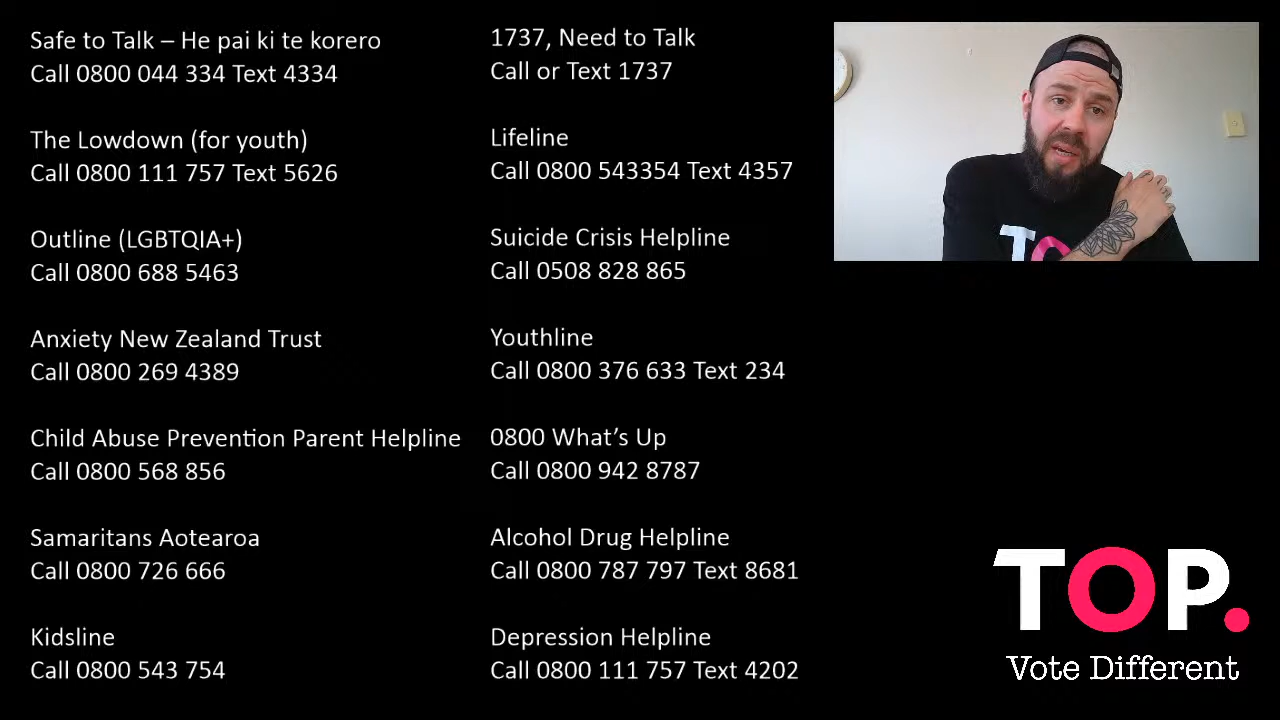 Safe to Talk – He pai ki te korero
Call 0800 044 334 Text 4334
The Lowdown (for youth)
Call 0800 111 757 Text 5626
Outline (LGBTQIA+)
Call 0800 688 5463
Anxiety New Zealand Trust
Call 0800 269 4389
Child Abuse Prevention Parent Helpline
Call 0800 568 856
Samaritans Aotearoa
Call 0800 726 666
Kidsline
Call 0800 543 754
1737, Need to Talk
Call or Text 1737
Lifeline
Call 0800 543354 Text 4357
Suicide Crisis Helpline
Call 0508 828 865
Youthline
Call 0800 376 633 Text 234
0800 What’s Up
Call 0800 942 8787
Alcohol Drug Helpline
Call 0800 787 797 Text 8681
Depression Helpline
Call 0800 111 757 Text 4202
TO
TOP.
Vote Different